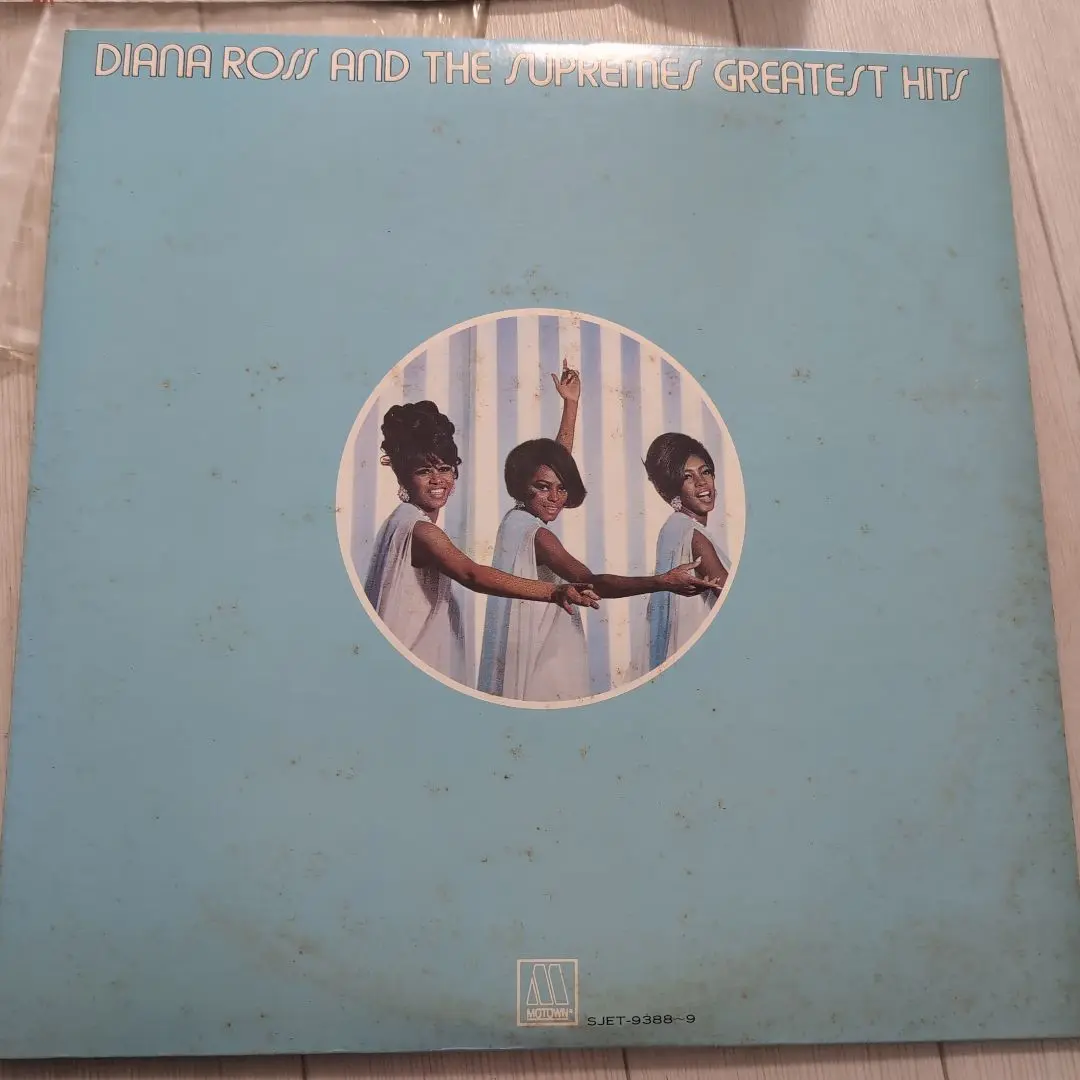 DIANA ROSS AND THE SUPREMES GREATEST HITS
MOTOWN®
SJET-9388~9